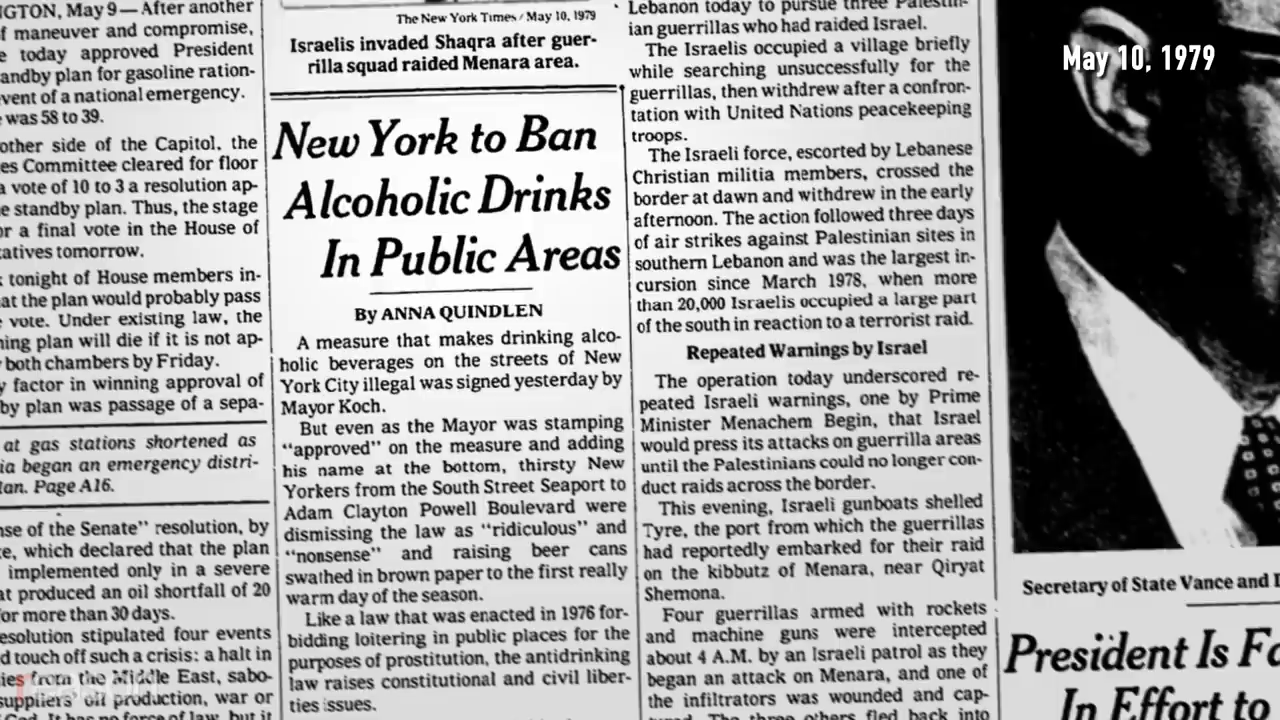 NGTON, May 9 — After another
f maneuver and compromise,
e today approved President
andby plan for gasoline ration-
vent of a national emergency.
was 58 to 39.
other side of the Capitol, the
es Committee cleared for floor
a vote of 10 to 3 a resolution ap-
e standby plan. Thus, the stage
or a final vote in the House of
tatives tomorrow.
tonight of House members in-
at the plan would probably pass
vote. Under existing law, the
ning plan will die if it is not ap-
both chambers by Friday.
y factor in winning approval of
by plan was passage of a sepa-
at gas stations shortened as
ia began an emergency distri-
lan. Page A16.
nse of the Senate" resolution, by
e, which declared that the plan
implemented only in a severe
at produced an oil shortfall of 20
or more than 30 days.
esolution stipulated four events
d touch off such a crisis: a halt in
ies from the Middle East, sabo-
suppliers' oil production, war or
God. It has no force of law, but it
The New York Times / May 10, 1979
Israelis invaded Shaqra after guer-
rilla squad raided Menara area.
New York to Ban
Alcoholic Drinks
In Public Areas
By ANNA QUINDLEN
A measure that makes drinking alco-
holic beverages on the streets of New
York City illegal was signed yesterday by
Mayor Koch.
But even as the Mayor was stamping
"approved" on the measure and adding
his name at the bottom, thirsty New
Yorkers from the South Street Seaport to
Adam Clayton Powell Boulevard were
dismissing the law as "ridiculous" and
"nonsense" and raising beer cans
swathed in brown paper to the first really
warm day of the season.
Like a law that was enacted in 1976 for-
bidding loitering in public places for the
purposes of prostitution, the antidrinking
law raises constitutional and civil liber-
ties issues.
Lebanon today to pursue three Palestin-
ian guerrillas who had raided Israel.
The Israelis occupied a village briefly
while searching unsuccessfully for the
guerrillas, then withdrew after a confron-
tation with United Nations peacekeeping
troops.
The Israeli force, escorted by Lebanese
Christian militia members, crossed the
border at dawn and withdrew in the early
afternoon. The action followed three days
of air strikes against Palestinian sites in
southern Lebanon and was the largest in-
cursion since March 1978, when more
than 20,000 Israelis occupied a large part
of the south in reaction to a terrorist raid.
Repeated Warnings by Israel
The operation today underscored re-
peated Israeli warnings, one by Prime
Minister Menachem Begin, that Israel
would press its attacks on guerrilla areas
until the Palestinians could no longer con-
duct raids across the border.
This evening, Israeli gunboats shelled
Tyre, the port from which the guerrillas
had reportedly embarked for their raid
on the kibbutz of Menara, near Qiryat
Shemona.
Four guerrillas armed with rockets
and machine guns were intercepted
about 4 A.M. by an Israeli patrol as they
began an attack on Menara, and one of
the infiltrators was wounded and cap-
tured. The three others fled back into
May 10, 1979
Secretary of State Vance and
President Is Fa
In Effort to